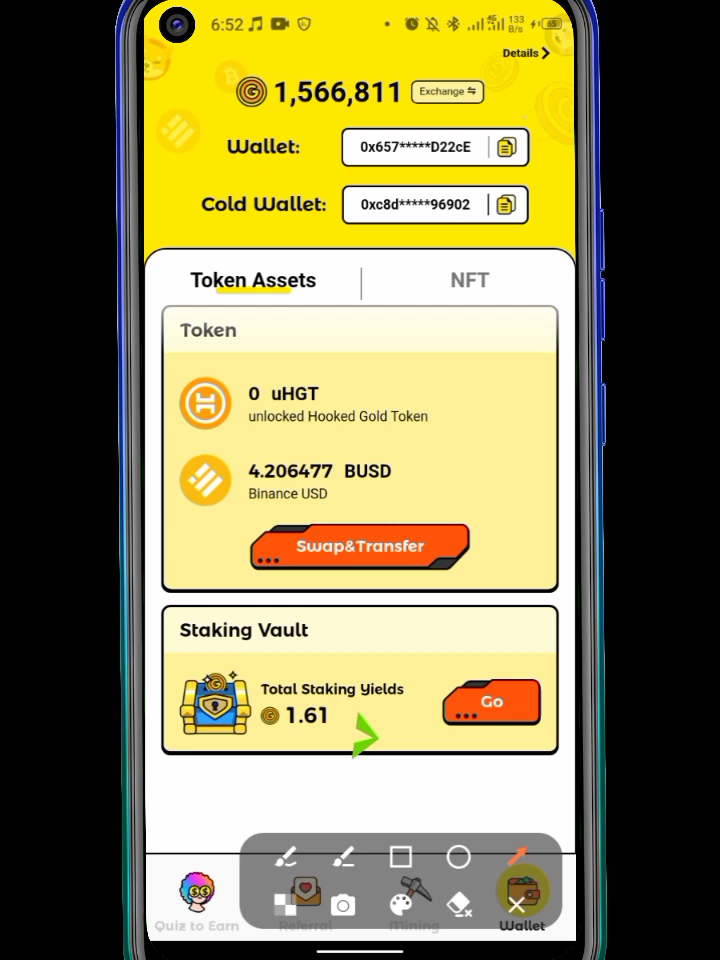 6:52
133
B/s
65
Details
1,566,811
Exchange
Wallet:
0x657*****D22cE
Cold Wallet:
0xc8d*****96902
Token Assets
NFT
Token
0 uHGT
unlocked Hooked Gold Token
4.206477 BUSD
Binance USD
Swap&Transfer
Staking Vault
Total Staking Yields
1.61
Go
Quiz to Earn
Referral
Mining
Wallet